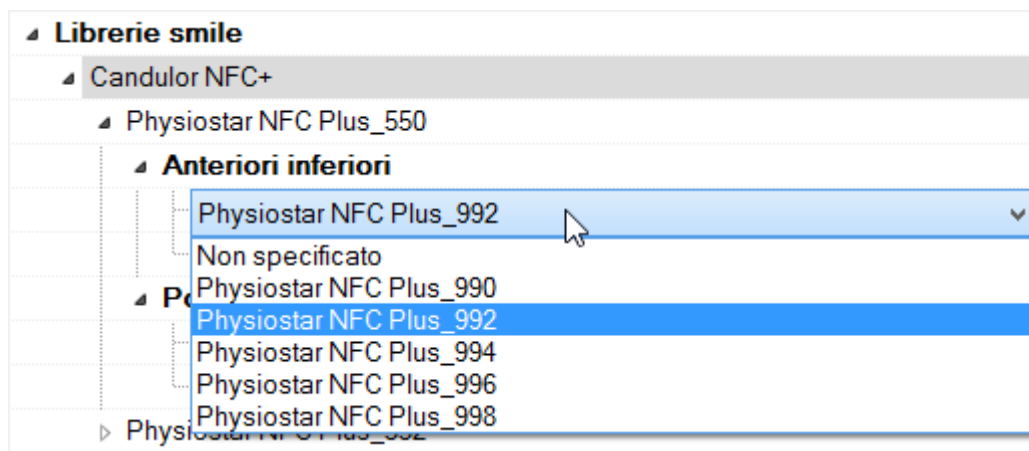 Librerie smile
Candulor NFC+
Physiostar NFC Plus_550
Anteriori inferiori
Physiostar NFC Plus_992
Non specificato
Physiostar NFC Plus_990
Physiostar NFC Plus_992
Physiostar NFC Plus_994
Physiostar NFC Plus_996
Physiostar NFC Plus_998